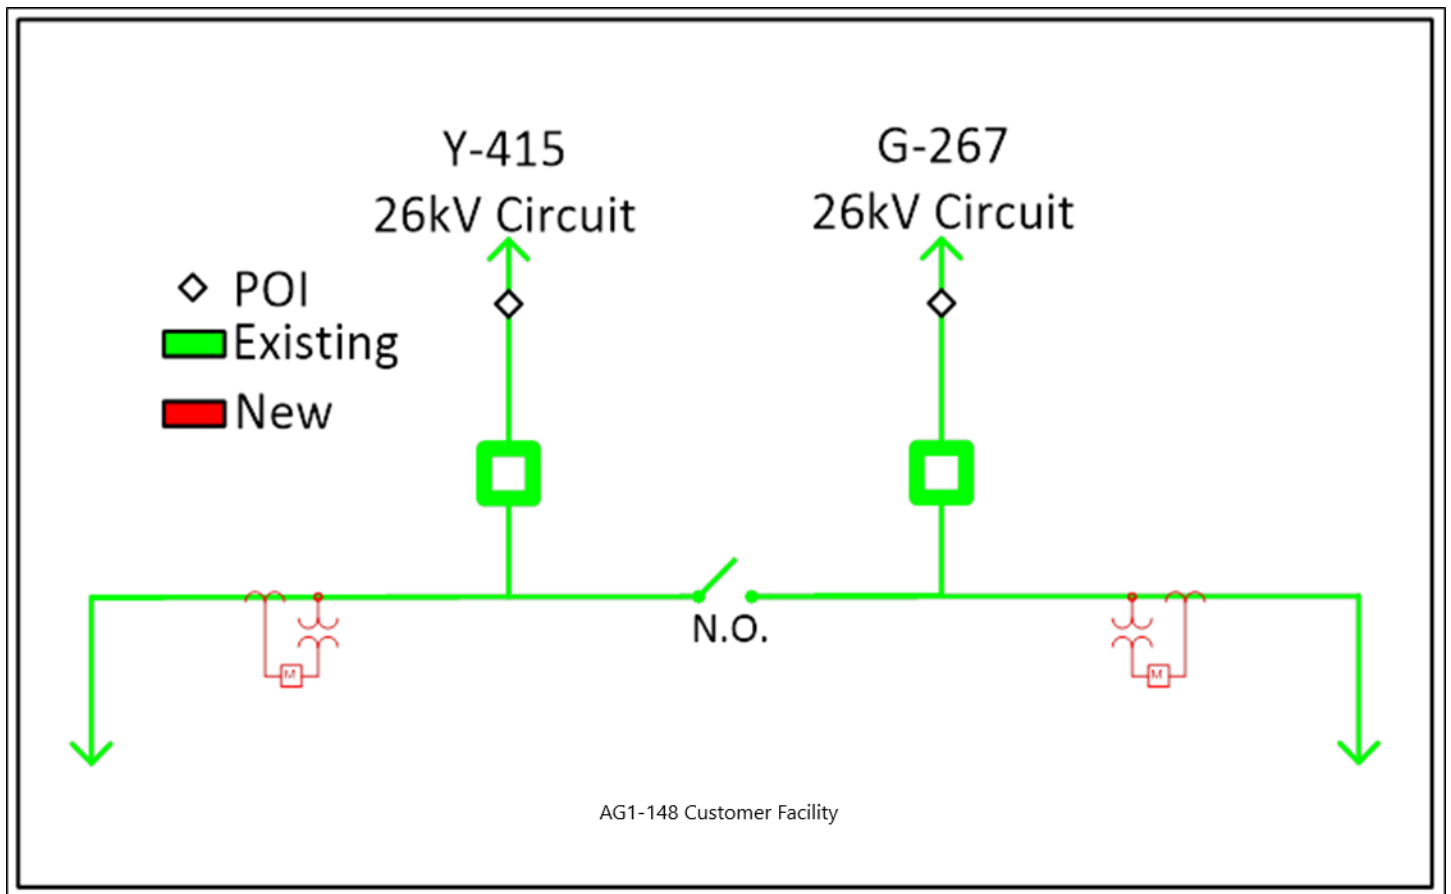 Y-415
26kV Circuit
G-267
26kV Circuit
POI
Existing
New
N.O.
M
M
AG1-148 Customer Facility